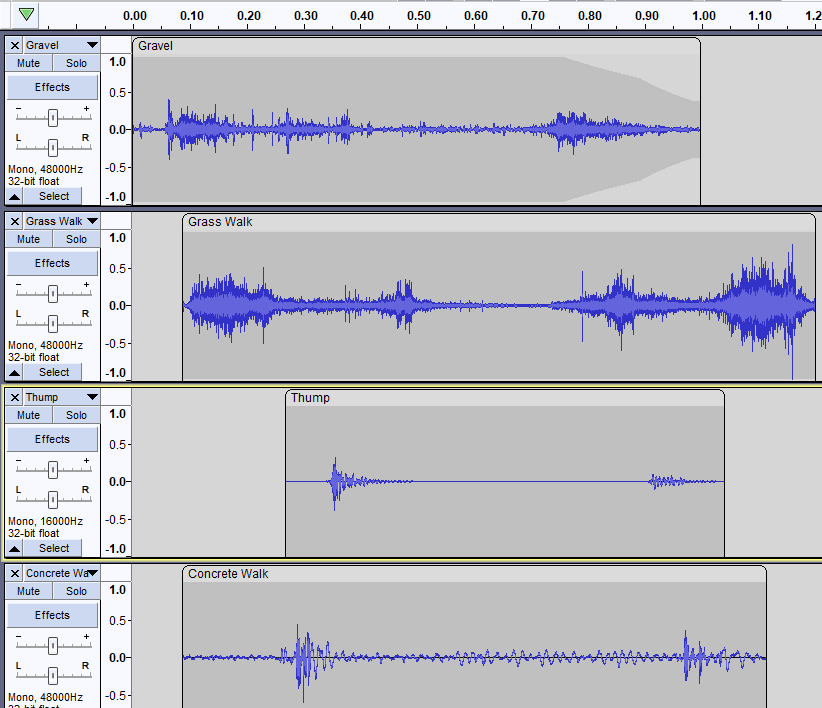 0.00 0.10 0.20 0.30 0.40 0.50 0.60 0.70 0.80 0.90 1.00 1.10 1.2
× Gravel
Gravel
Mute Solo
Effects
- +
L R
Mono, 48000Hz
32-bit float
Select
1.0
0.5-
0.0-
-0.5-
-1.0
× Grass Walk
Grass Walk
Mute Solo
Effects
- +
L R
Mono, 48000Hz
32-bit float
Select
1.0
0.5-
0.0-
-0.5-
-1.0
× Thump
Thump
Mute Solo
Effects
- +
L R
Mono, 16000Hz
32-bit float
Select
1.0
0.5-
0.0-
-0.5-
-1.0
× Concrete Wa
Concrete Walk
Mute Solo
Effects
- +
L R
Mono, 48000Hz
1.0
0.5-
0.0-
-0.5-